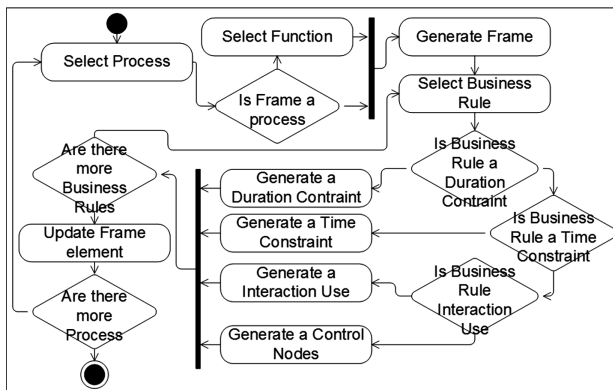 Select Process
Select Function
Is Frame a
process
Generate Frame
Select Business
Rule
Is Business
Rule a
Duration
Contraint
Is Business
Rule a Time
Constraint
Is Business
Rule
Interaction
Use
Generate a
Duration Contraint
Generate a Time
Constraint
Generate a
Interaction Use
Generate a Control
Nodes
Are there
more
Business
Rules
Update Frame
element
Are there
more
Process